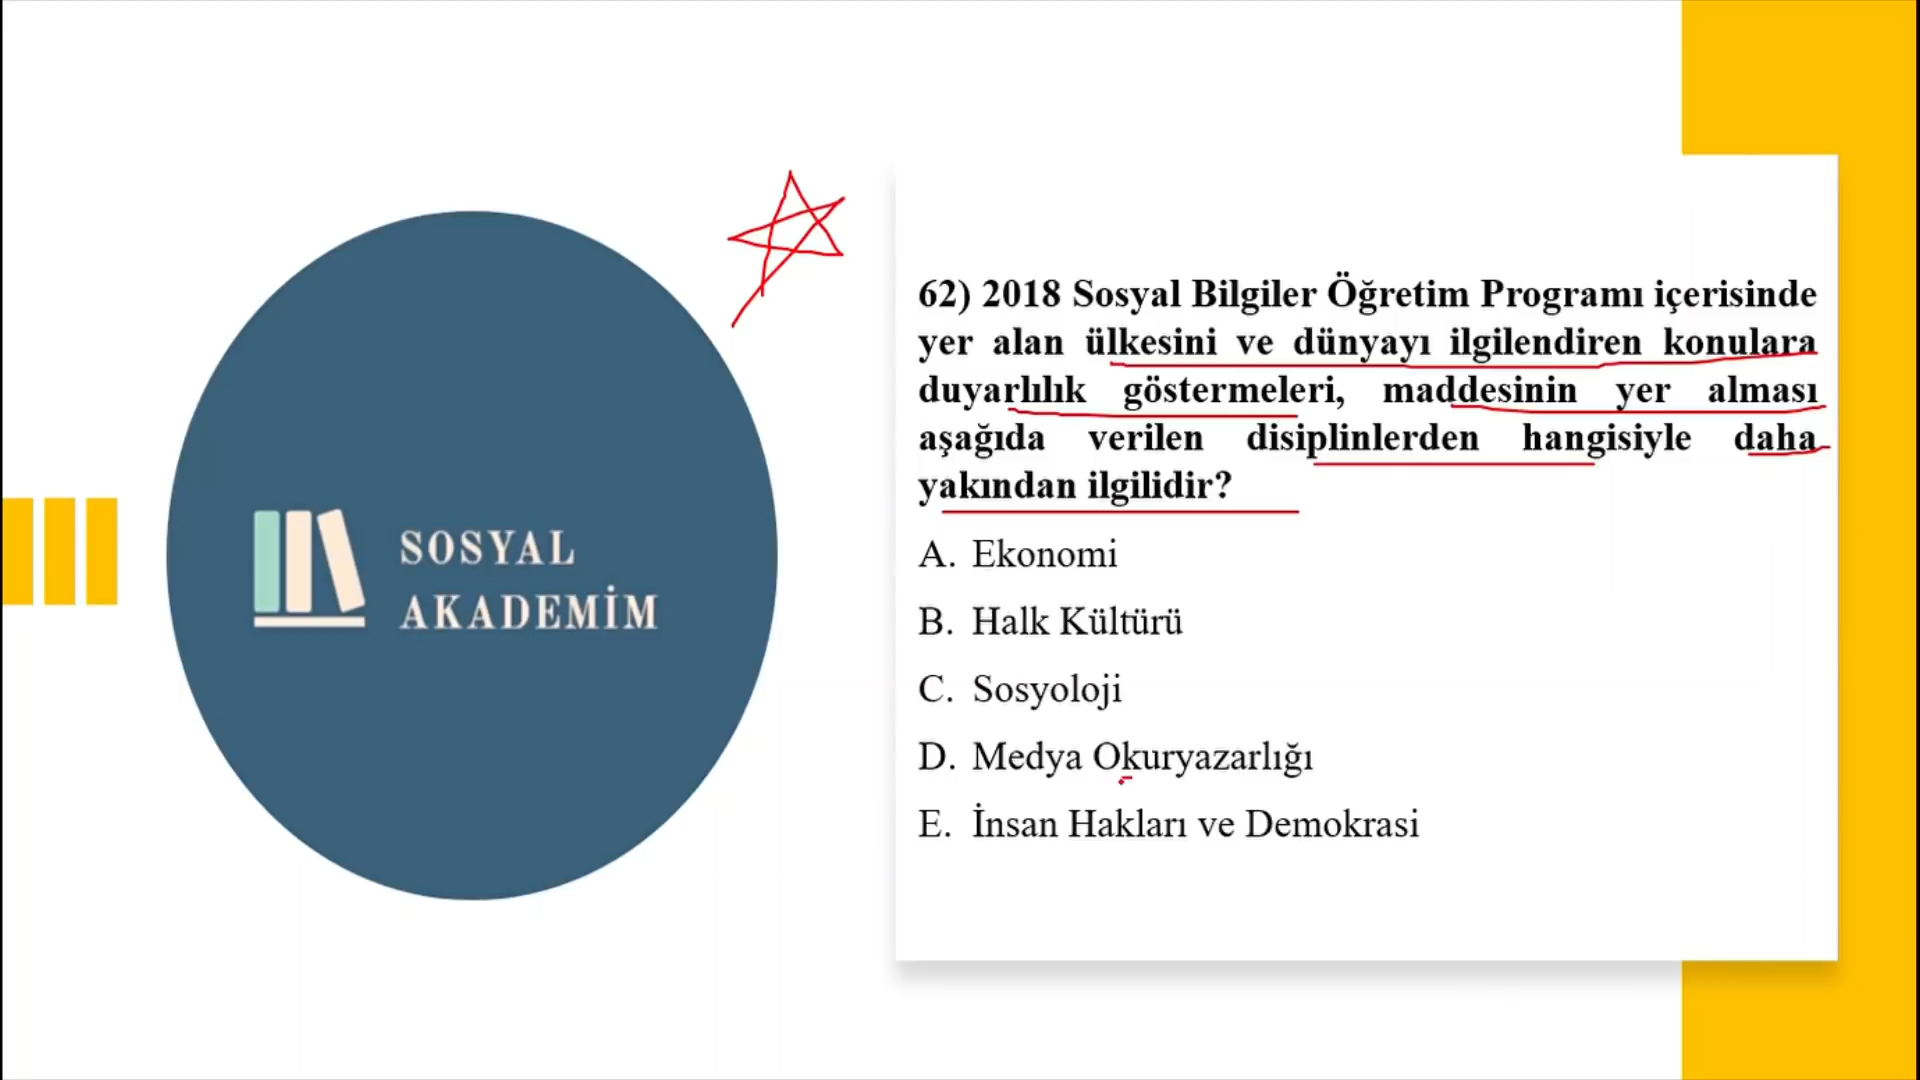 SOSYAL
AKADEMİM
62) 2018 Sosyal Bilgiler Öğretim Programı içerisinde
yer alan ülkesini ve dünyayı ilgilendiren konulara
duyarlılık göstermeleri, maddesinin yer alması
aşağıda verilen disiplinlerden hangisiyle daha
yakından ilgilidir?
A. Ekonomi
B. Halk Kültürü
C. Sosyoloji
D. Medya Okuryazarlığı
E. İnsan Hakları ve Demokrasi